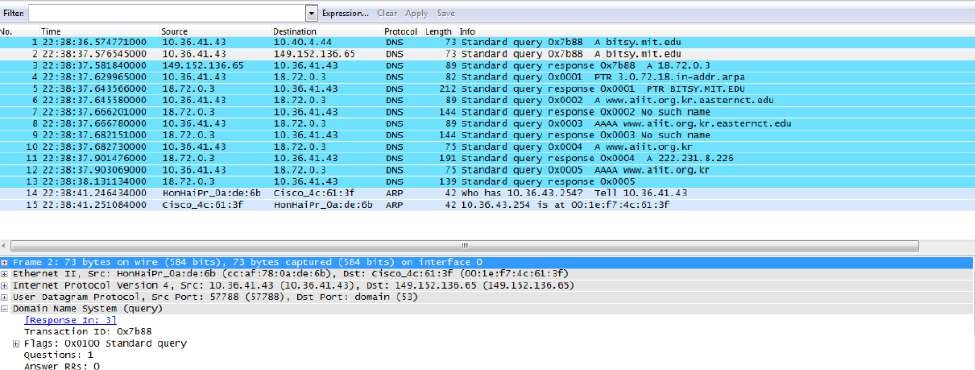 Filter: Expression... Clear Apply Save
No. Time Source Destination Protocol Length Info
1 22:38:36.574771000 10.36.41.43 10.40.4.44 DNS 73 Standard query 0x7b88 A bitsy.mit.edu
2 22:38:37.576545000 10.36.41.43 149.152.136.65 DNS 73 Standard query 0x7b88 A bitsy.mit.edu
3 22:38:37.581840000 149.152.136.65 10.36.41.43 DNS 89 Standard query response 0x7b88 A 18.72.0.3
4 22:38:37.629965000 10.36.41.43 18.72.0.3 DNS 82 Standard query 0x0001 PTR 3.0.72.18.in-addr.arpa
5 22:38:37.643566000 18.72.0.3 10.36.41.43 DNS 212 Standard query response 0x0001 PTR BITSY.MIT.EDU
6 22:38:37.645580000 10.36.41.43 18.72.0.3 DNS 89 Standard query 0x0002 A www.aiit.org.kr.easternct.edu
7 22:38:37.666201000 18.72.0.3 10.36.41.43 DNS 144 Standard query response 0x0002 No such name
8 22:38:37.666780000 10.36.41.43 18.72.0.3 DNS 89 Standard query 0x0003 AAAA www.aiit.org.kr.easternct.edu
9 22:38:37.682151000 18.72.0.3 10.36.41.43 DNS 144 Standard query response 0x0003 No such name
10 22:38:37.682730000 10.36.41.43 18.72.0.3 DNS 75 Standard query 0x0004 A www.aiit.org.kr
11 22:38:37.901476000 18.72.0.3 10.36.41.43 DNS 191 Standard query response 0x0004 A 222.231.8.226
12 22:38:37.903069000 10.36.41.43 18.72.0.3 DNS 75 Standard query 0x0005 AAAA www.aiit.org.kr
13 22:38:38.131134000 18.72.0.3 10.36.41.43 DNS 139 Standard query response 0x0005
14 22:38:41.246434000 HonHaiPr_0a:de:6b Cisco_4c:61:3f ARP 42 Who has 10.36.43.254? Tell 10.36.41.43
15 22:38:41.251084000 Cisco_4c:61:3f HonHaiPr_0a:de:6b ARP 42 10.36.43.254 is at 00:1e:f7:4c:61:3f
Frame 2: 73 bytes on wire (584 bits), 73 bytes captured (584 bits) on interface 0
Ethernet II, Src: HonHaiPr_0a:de:6b (cc:af:78:0a:de:6b), Dst: Cisco_4c:61:3f (00:1e:f7:4c:61:3f)
Internet Protocol Version 4, Src: 10.36.41.43 (10.36.41.43), Dst: 149.152.136.65 (149.152.136.65)
User Datagram Protocol, Src Port: 57788 (57788), Dst Port: domain (53)
Domain Name System (query)
[Response In: 3]
Transaction ID: 0x7b88
Flags: 0x0100 Standard query
Questions: 1
Answer RRs: 0